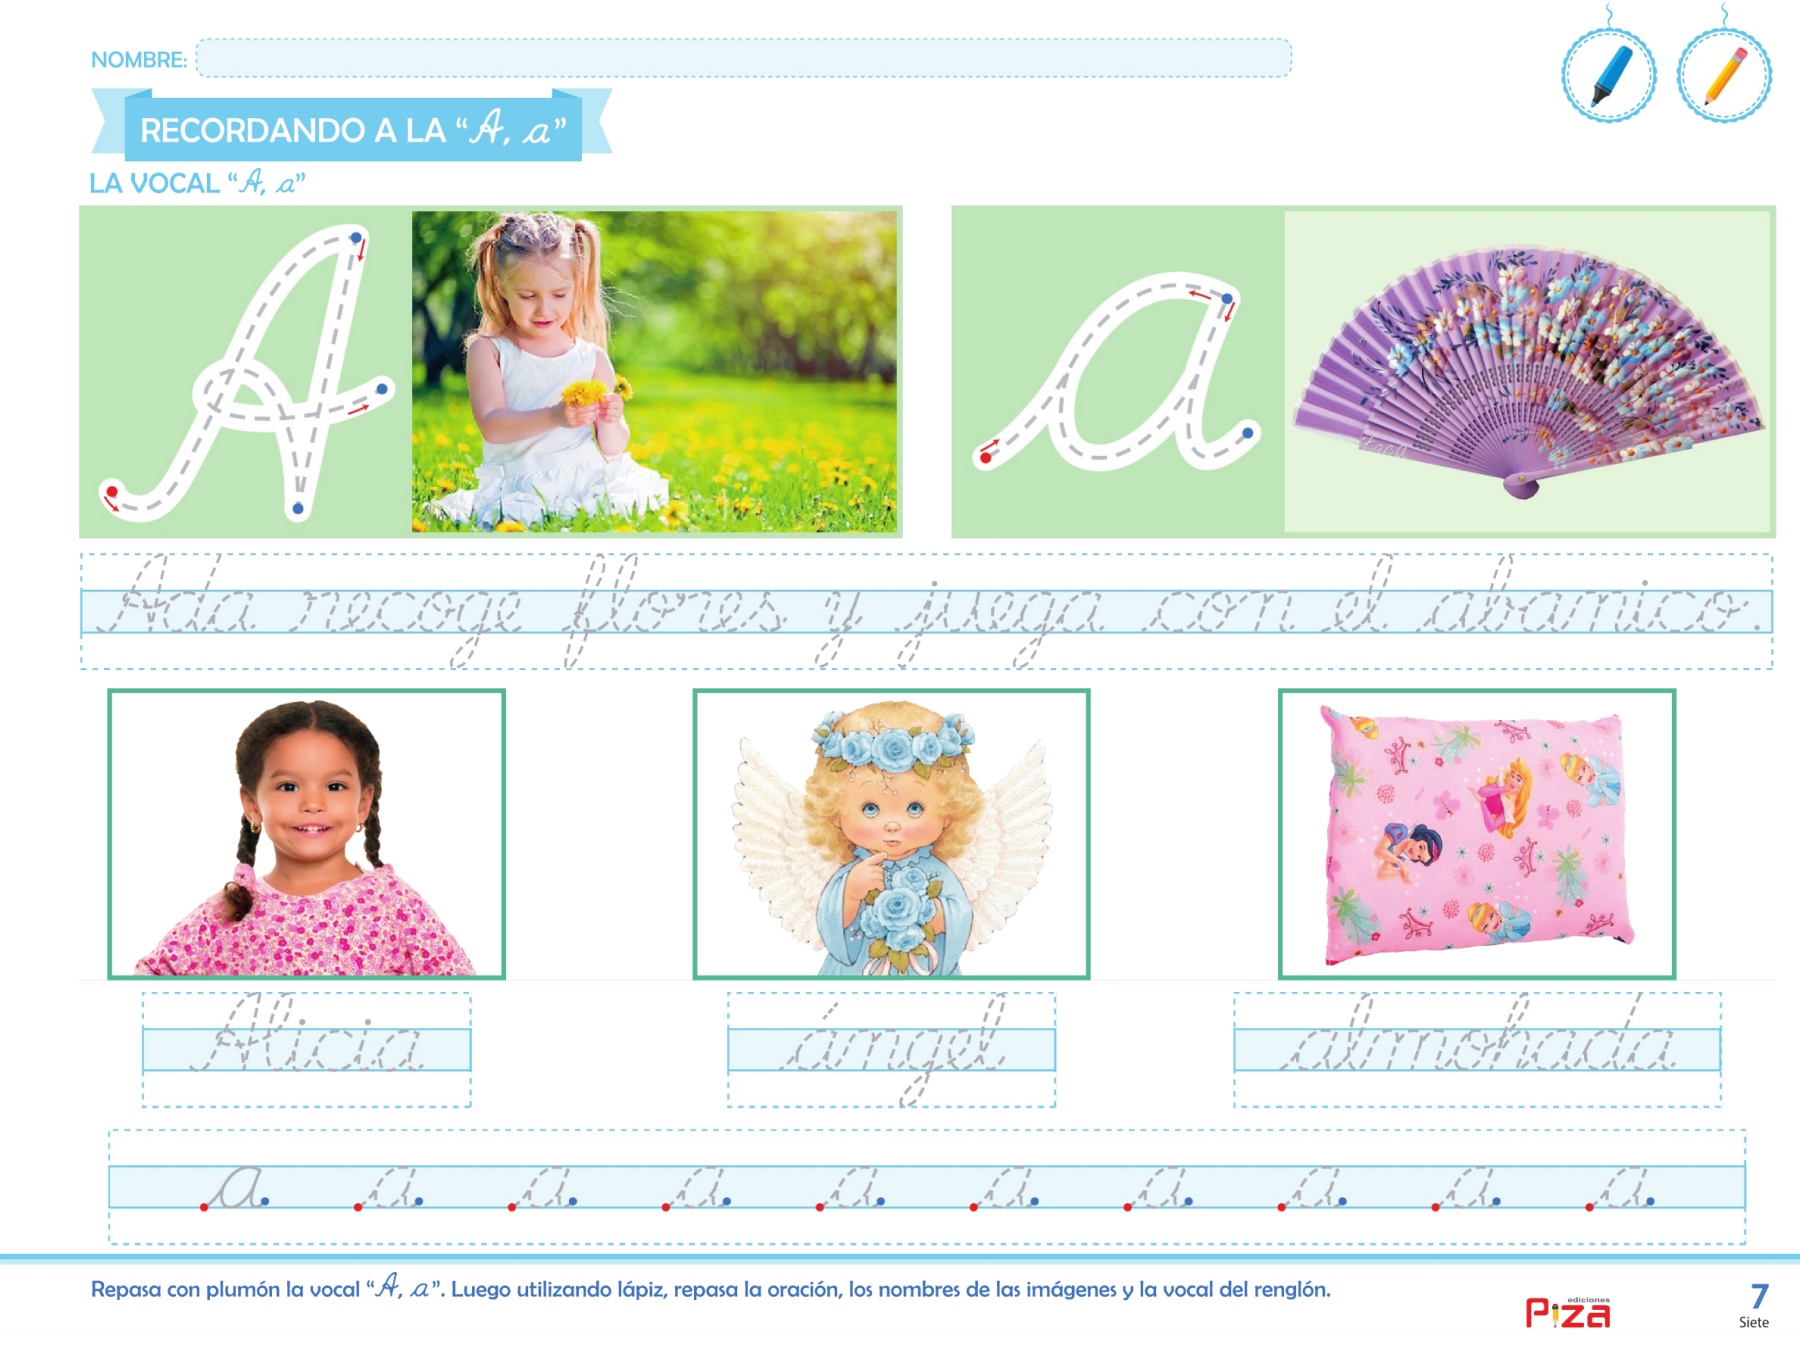 NOMBRE:
RECORDANDO A LA “A, a”
LA VOCAL “A, a”
A a
Ada recoge flores y juega con el abanico.
Alicia ángel almohada
a a a a a a a a a a
Repasa con plumón la vocal “A, a”. Luego utilizando lápiz, repasa la oración, los nombres de las imágenes y la vocal del renglón.
ediciones
Piza
7
Siete